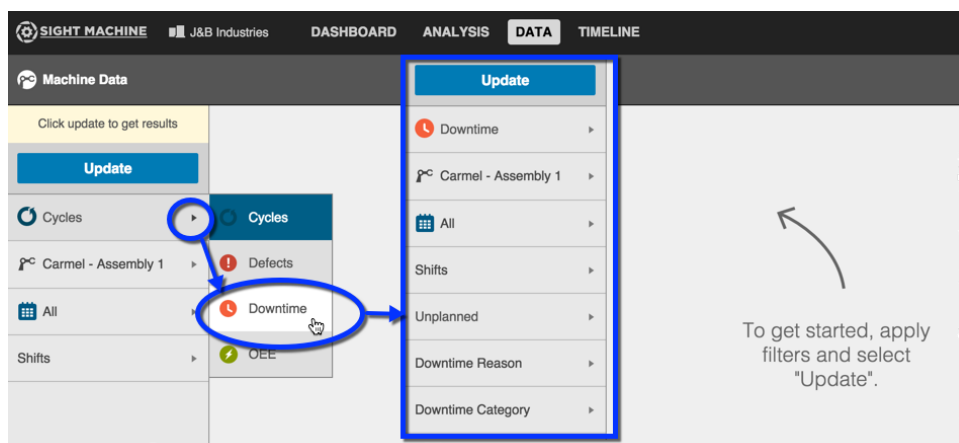 SIGHT MACHINE
J&B Industries
DASHBOARD
ANALYSIS
DATA
TIMELINE
Machine Data
Click update to get results
Update
Cycles
Carmel - Assembly 1
All
Shifts
Cycles
Defects
Downtime
OEE
Update
Downtime
Carmel - Assembly 1
All
Shifts
Unplanned
Downtime Reason
Downtime Category
To get started, apply
filters and select
"Update".